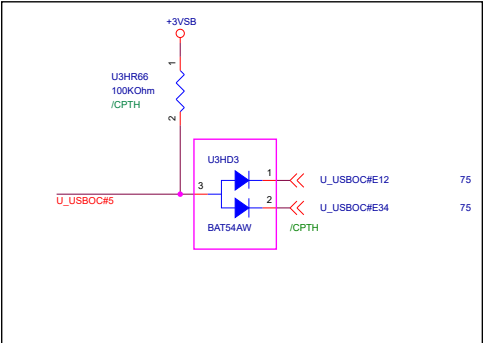 +3VSB
1
U3HR66
100KOhm
/CPTH
2
U3HD3
3
1
U_USBOC#E12 75
U_USBOC#5
2
U_USBOC#E34 75
BAT54AW
/CPTH